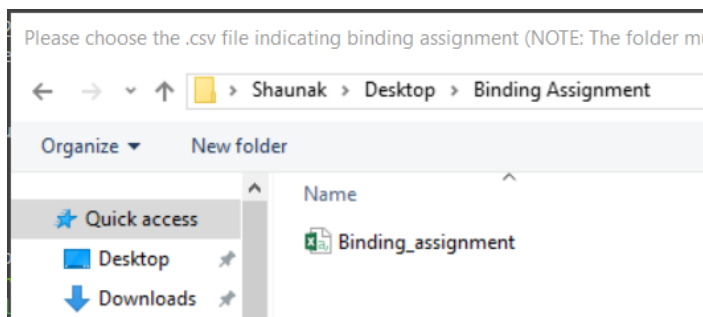 Please choose the .csv file indicating binding assignment (NOTE: The folder
Shaunak > Desktop > Binding Assignment
Organize New folder
Name
Quick access
Binding_assignment
Desktop
Downloads